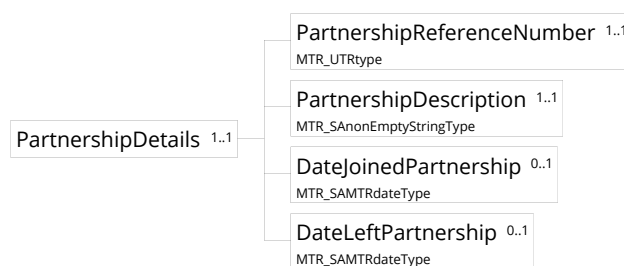 PartnershipReferenceNumber 1..1
MTR_UTRtype
PartnershipDescription 1..1
MTR_SAnonEmptyStringType
PartnershipDetails 1..1
DateJoinedPartnership 0..1
MTR_SAMTRdateType
DateLeftPartnership 0..1
MTR_SAMTRdateType